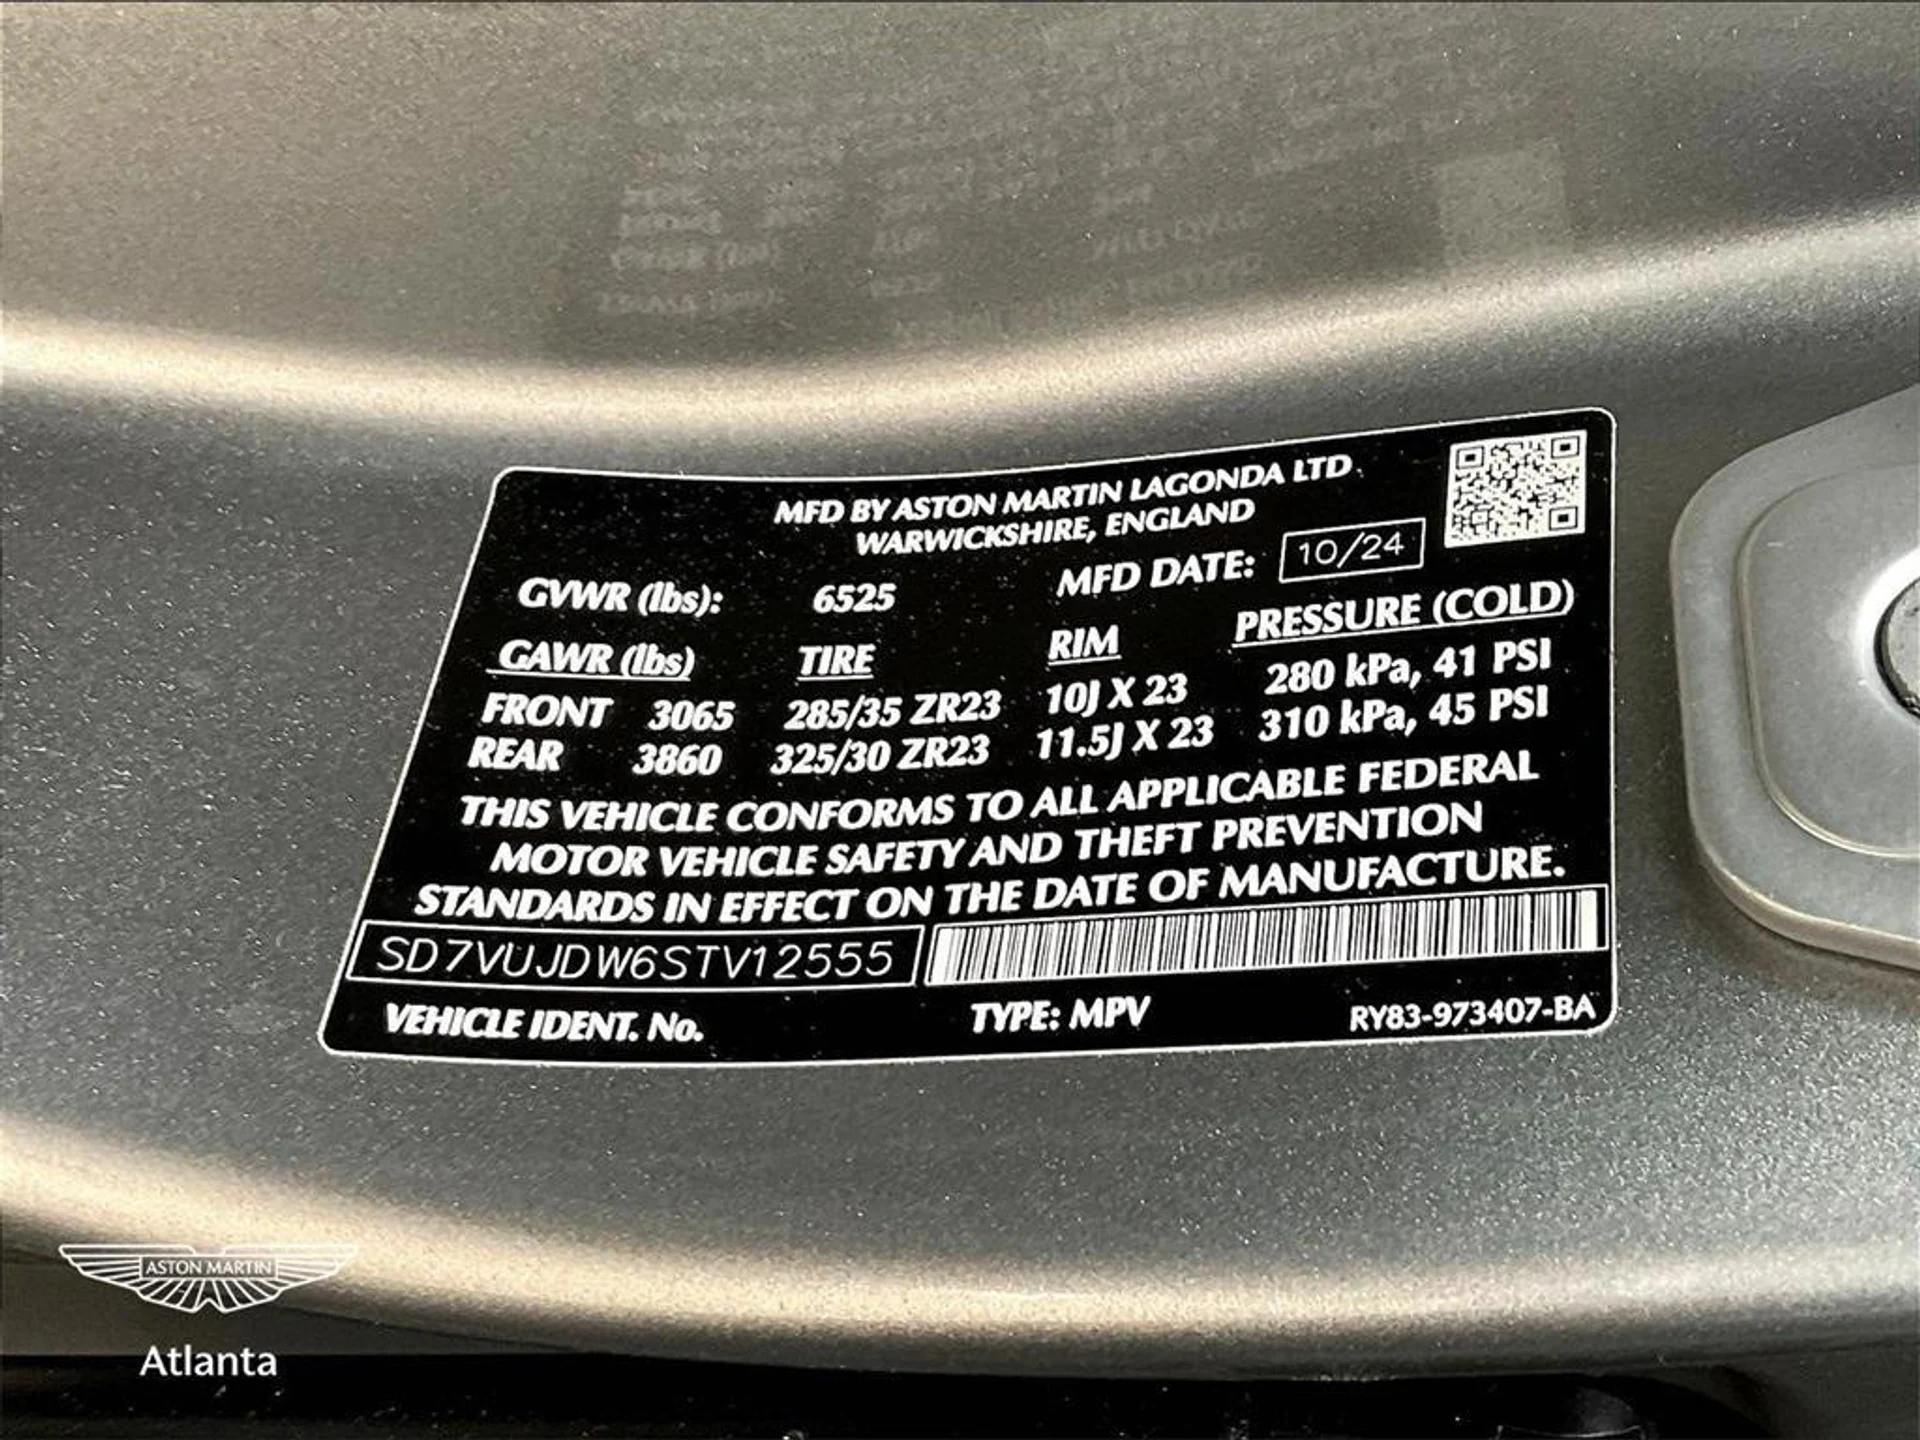 MFD BY ASTON MARTIN LAGONDA LTD
WARWICKSHIRE, ENGLAND
GVWR (lbs): 6525 MFD DATE: 10/24
GAWR (lbs) TIRE RIM PRESSURE (COLD)
FRONT 3065 285/35 ZR23 10J X 23 280 kPa, 41 PSI
REAR 3860 325/30 ZR23 11.5J X 23 310 kPa, 45 PSI
THIS VEHICLE CONFORMS TO ALL APPLICABLE FEDERAL
MOTOR VEHICLE SAFETY AND THEFT PREVENTION
STANDARDS IN EFFECT ON THE DATE OF MANUFACTURE.
SD7VUJDW6STV12555
VEHICLE IDENT. No. TYPE: MPV RY83-973407-BA
ASTON MARTIN
Atlanta